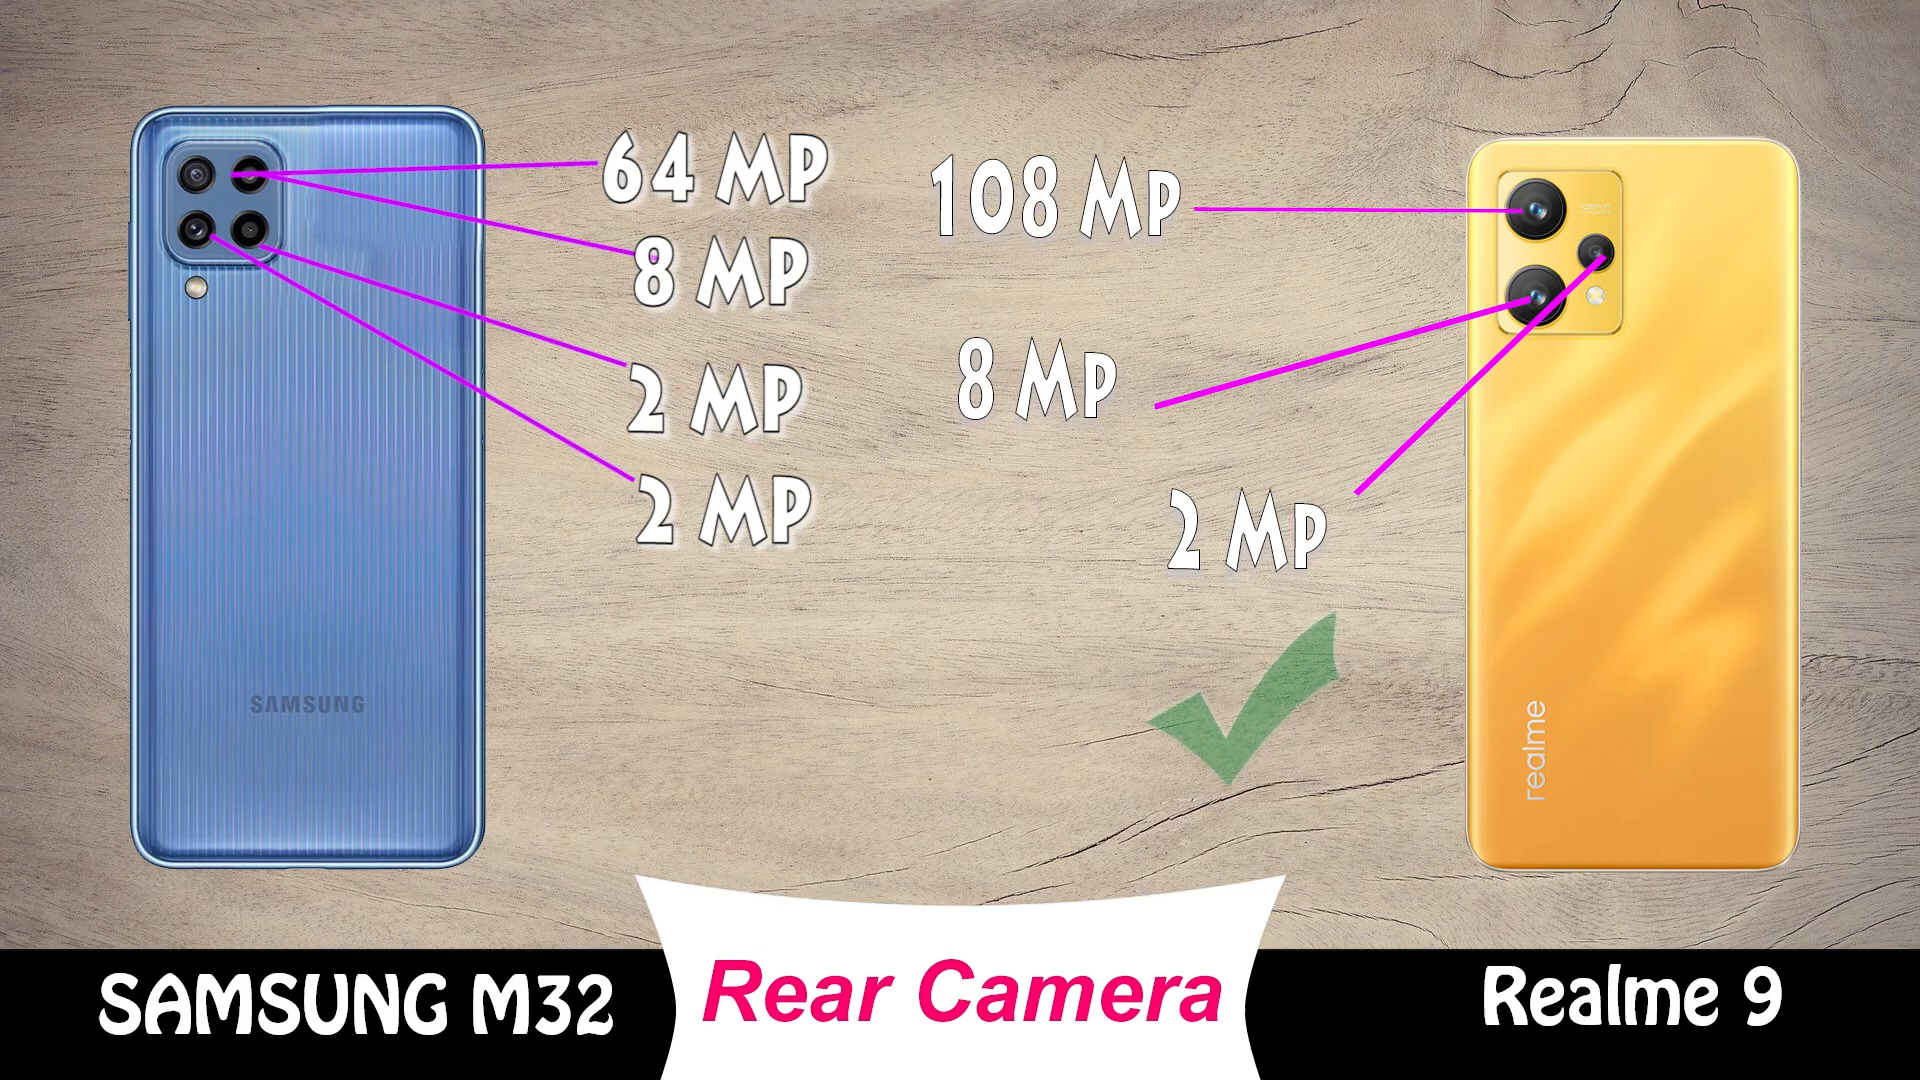 64 MP
8 MP
2 MP
2 MP
108 MP
8 MP
2 MP
SAMSUNG
realme
SAMSUNG M32
Rear Camera
Realme 9